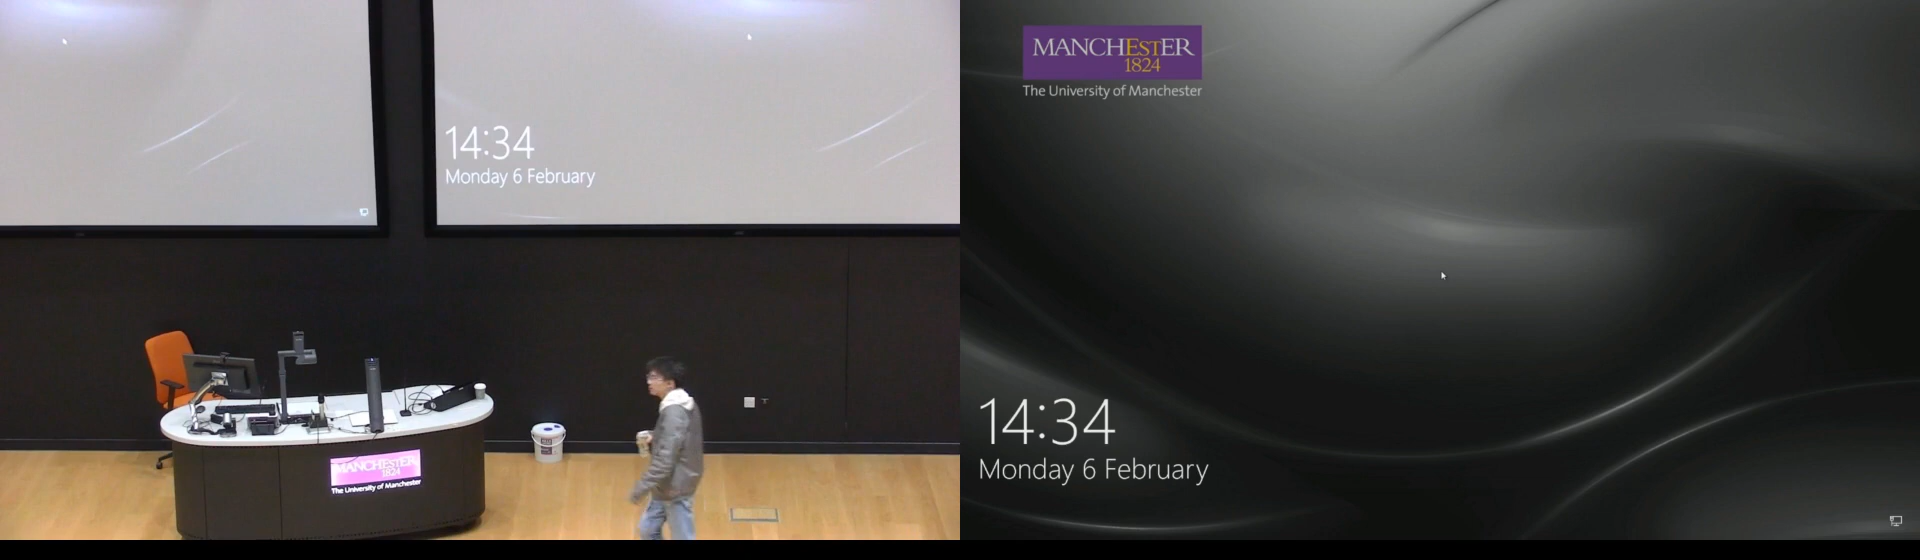 14:34
Monday 6 February
MANCHESTER
1824
The University of Manchester
MANCHESTER
1824
The University of Manchester
14:34
Monday 6 February